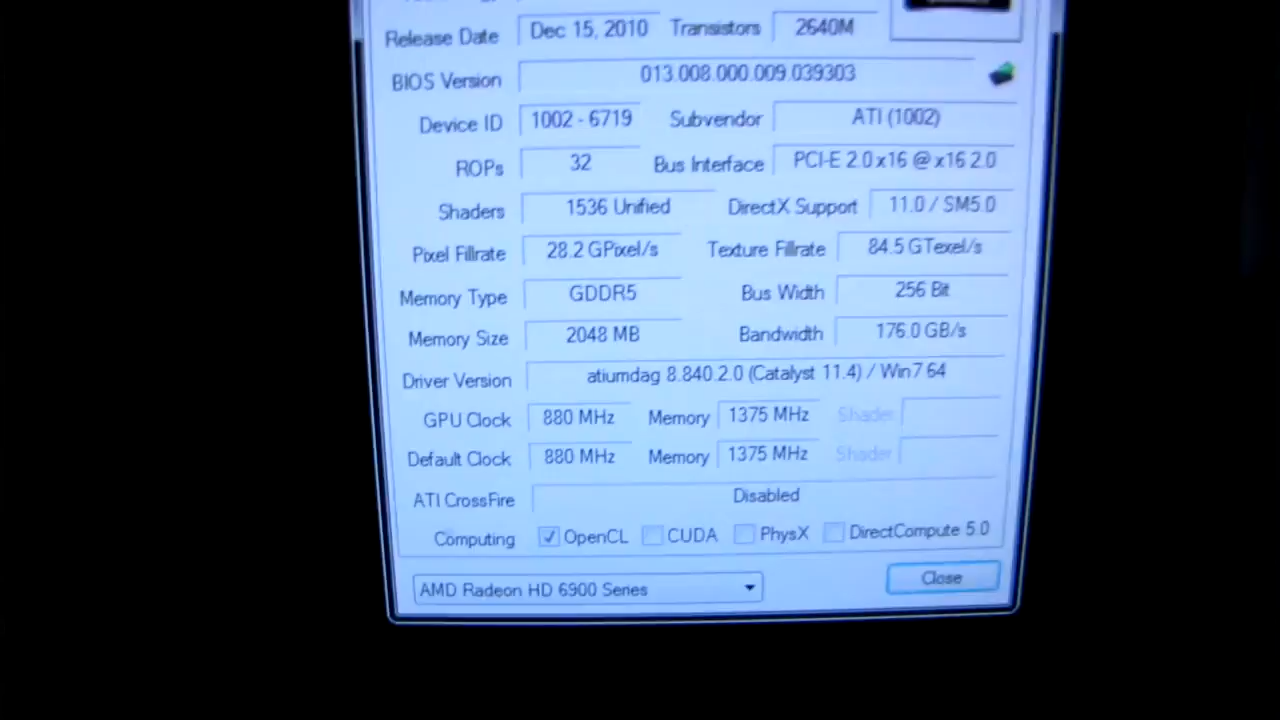 Release Date Dec 15, 2010 Transistors 2640M
BIOS Version 013.008.000.009.039303
Device ID 1002 - 6719 Subvendor ATI (1002)
ROPs 32 Bus Interface PCI-E 2.0 x16 @ x16 2.0
Shaders 1536 Unified DirectX Support 11.0 / SM5.0
Pixel Fillrate 28.2 GPixel/s Texture Fillrate 84.5 GTexel/s
Memory Type GDDR5 Bus Width 256 Bit
Memory Size 2048 MB Bandwidth 176.0 GB/s
Driver Version atiumdag 8.840.2.0 (Catalyst 11.4) / Win7 64
GPU Clock 880 MHz Memory 1375 MHz Shader
Default Clock 880 MHz Memory 1375 MHz Shader
ATI CrossFire Disabled
Computing OpenCL CUDA PhysX DirectCompute 5.0
AMD Radeon HD 6900 Series Close